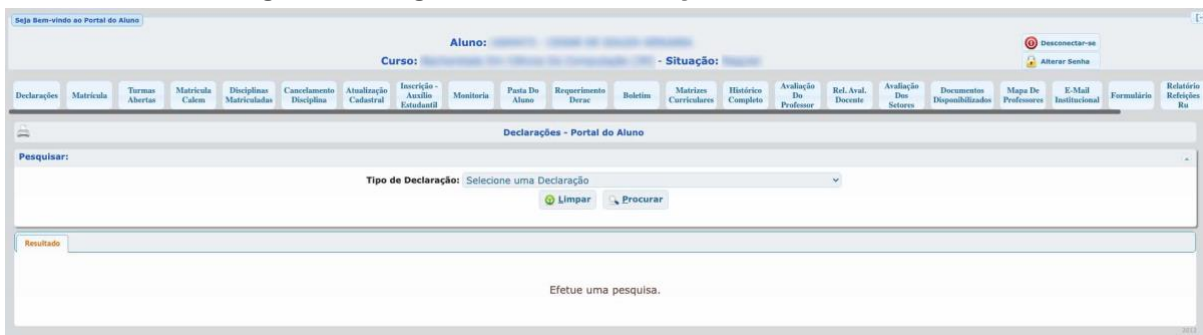 Seja Bem-vindo ao Portal do Aluno
Aluno:
Desconectar-se
Curso: - Situação:
Alterar Senha
Declarações Matrícula Turmas Abertas Matrícula Calem Disciplinas Matriculadas Cancelamento Disciplina Atualização Cadastral Inscrição - Auxílio Estudantil Monitoria Pasta Do Aluno Requerimento Derac Boletim Matrizes Curriculares Histórico Completo Avaliação Do Professor Rel. Aval. Docente Avaliação Dos Setores Documentos Disponibilizados Mapa De Professores E-Mail Institucional Formulário Relatório Refeições Ru
Declarações - Portal do Aluno
Pesquisar:
Tipo de Declaração: Selecione uma Declaração
Limpar Procurar
Resultado
Efetue uma pesquisa.